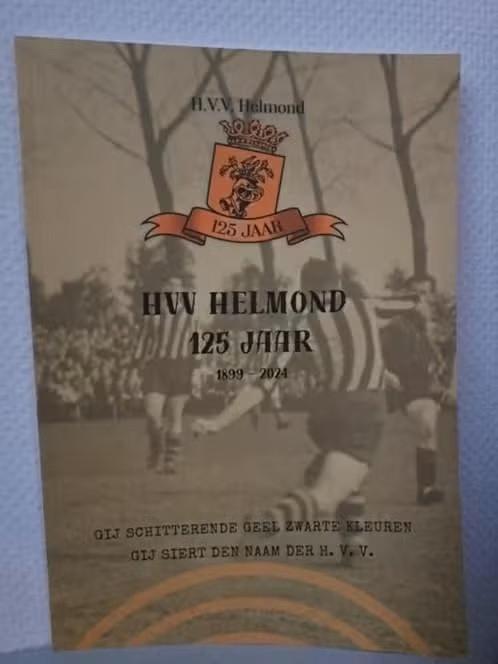 H.V.V. Helmond
125 JAAR
HVV HELMOND
125 JAAR
1899 - 2024
GIJ SCHITTERENDE GEEL ZWARTE KLEUREN
GIJ SIERT DEN NAAM DER H. V. V.